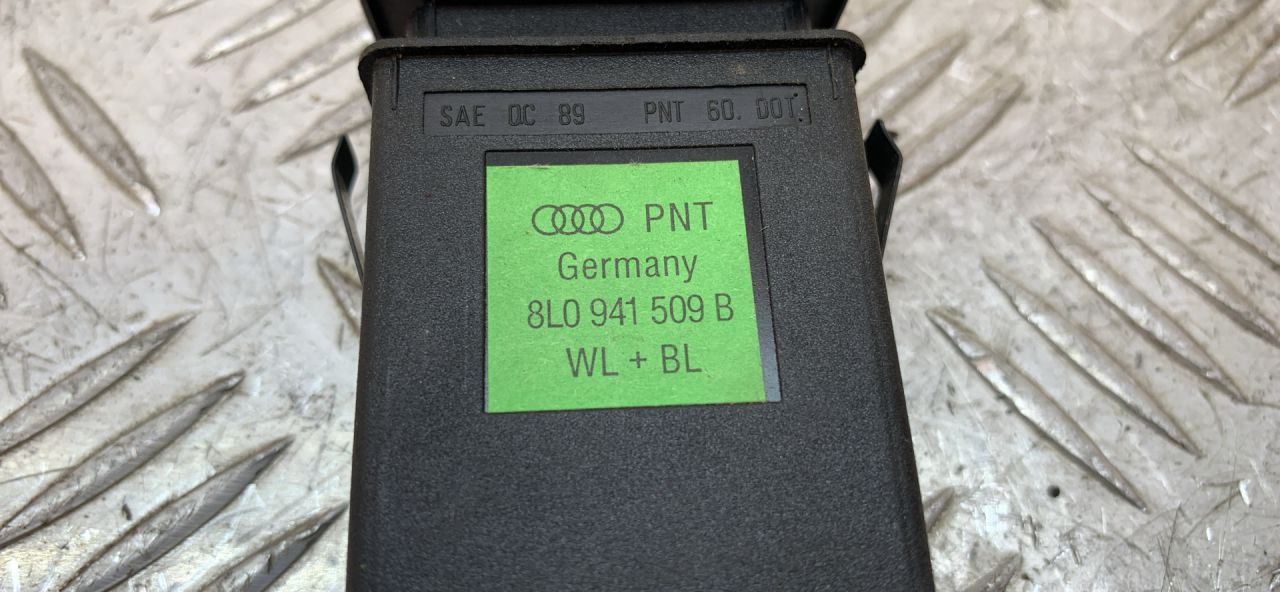 SAE QC 89 PNT 60. DOT.
PNT
Germany
8L0 941 509 B
WL + BL